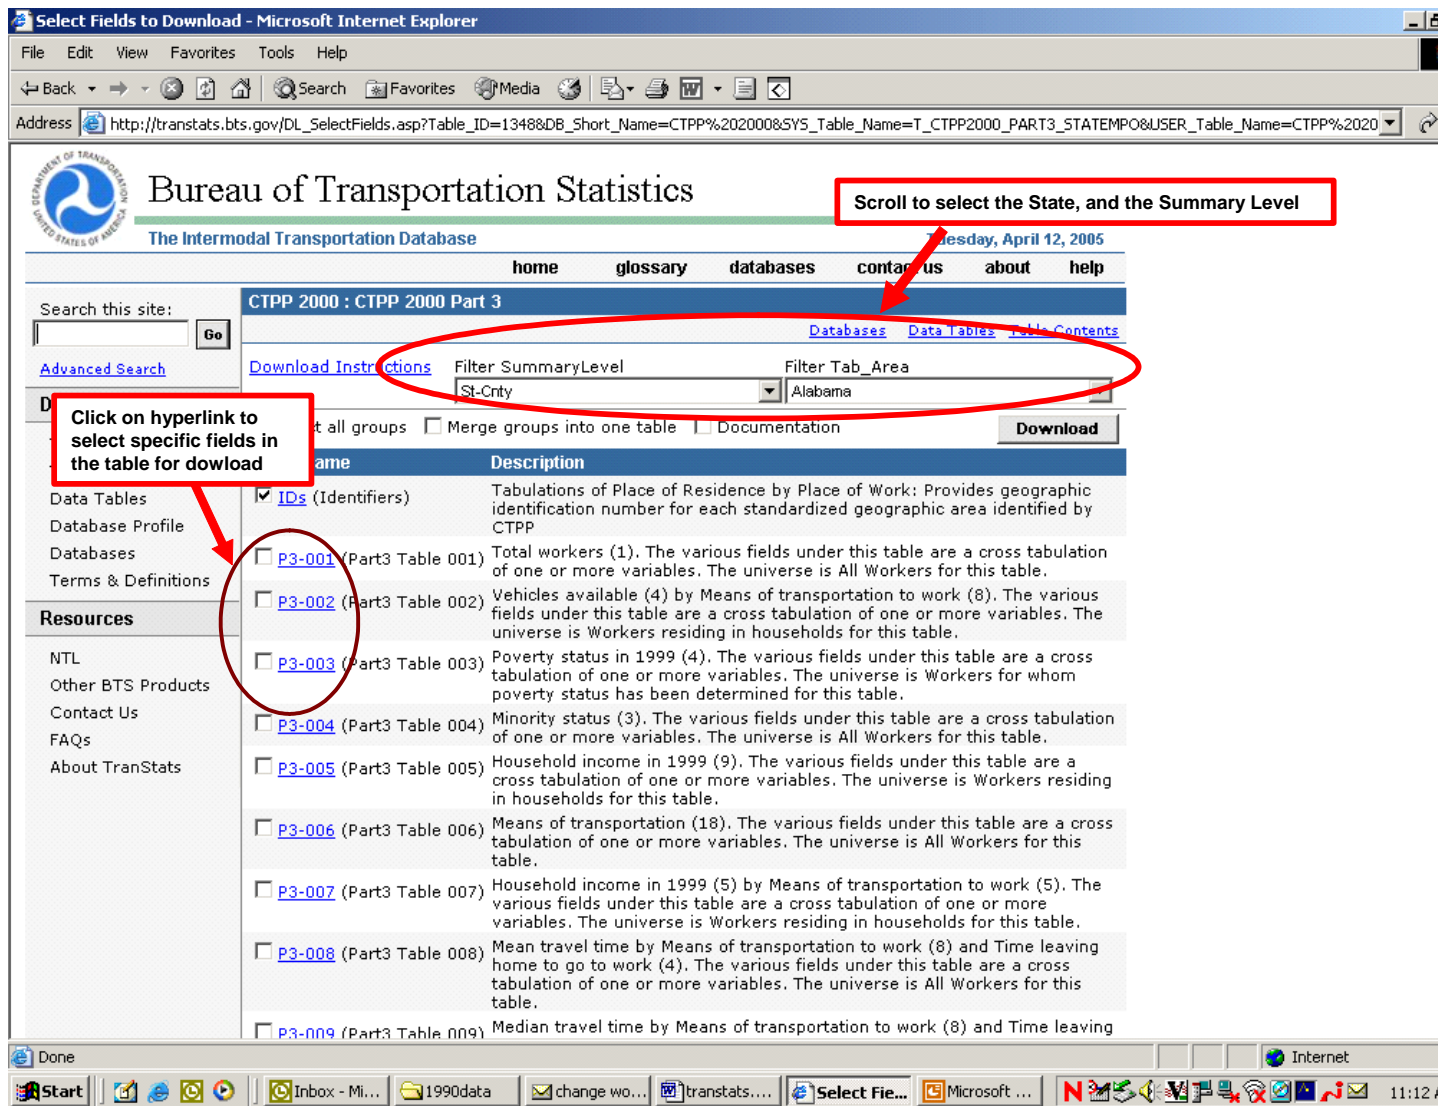 Select Fields to Download - Microsoft Internet Explorer
File Edit View Favorites Tools Help
Back Search Favorites Media
Address http://transtats.bts.gov/DL_SelectFields.asp?Table_ID=1348&DB_Short_Name=CTPP%202000&SYS_Table_Name=T_CTPP2000_PART3_STATEMPO&USER_Table_Name=CTPP%2020
Bureau of Transportation Statistics
Scroll to select the State, and the Summary Level
The Intermodal Transportation Database
Tuesday, April 12, 2005
home glossary databases contact us about help
Search this site:
Go
Advanced Search
CTPP 2000 : CTPP 2000 Part 3
Databases Data Tables Table Contents
Download Instructions Filter SummaryLevel Filter Tab_Area
St-Cnty Alabama
Click on hyperlink to
select specific fields in
the table for dowload
all groups Merge groups into one table Documentation Download
Description
Data Tables
Database Profile
Databases
Terms & Definitions
Resources
NTL
Other BTS Products
Contact Us
FAQs
About TranStats
IDs (Identifiers) Tabulations of Place of Residence by Place of Work: Provides geographic
identification number for each standardized geographic area identified by
CTPP
P3-001 (Part3 Table 001) Total workers (1). The various fields under this table are a cross tabulation
of one or more variables. The universe is All Workers for this table.
P3-002 (Part3 Table 002) Vehicles available (4) by Means of transportation to work (8). The various
fields under this table are a cross tabulation of one or more variables. The
universe is Workers residing in households for this table.
P3-003 (Part3 Table 003) Poverty status in 1999 (4). The various fields under this table are a cross
tabulation of one or more variables. The universe is Workers for whom
poverty status has been determined for this table.
P3-004 (Part3 Table 004) Minority status (3). The various fields under this table are a cross tabulation
of one or more variables. The universe is All Workers for this table.
P3-005 (Part3 Table 005) Household income in 1999 (9). The various fields under this table are a
cross tabulation of one or more variables. The universe is Workers residing
in households for this table.
P3-006 (Part3 Table 006) Means of transportation (18). The various fields under this table are a cross
tabulation of one or more variables. The universe is All Workers for this
table.
P3-007 (Part3 Table 007) Household income in 1999 (5) by Means of transportation to work (5). The
various fields under this table are a cross tabulation of one or more
variables. The universe is Workers residing in households for this table.
P3-008 (Part3 Table 008) Mean travel time by Means of transportation to work (8) and Time leaving
home to go to work (4). The various fields under this table are a cross
tabulation of one or more variables. The universe is All Workers for this
table.
P3-009 (Part3 Table 009) Median travel time by Means of transportation to work (8) and Time leaving
Done Internet
Start Inbox - Mi... 1990data change wo... transtats.... Select Fie... Microsoft ... 11:12